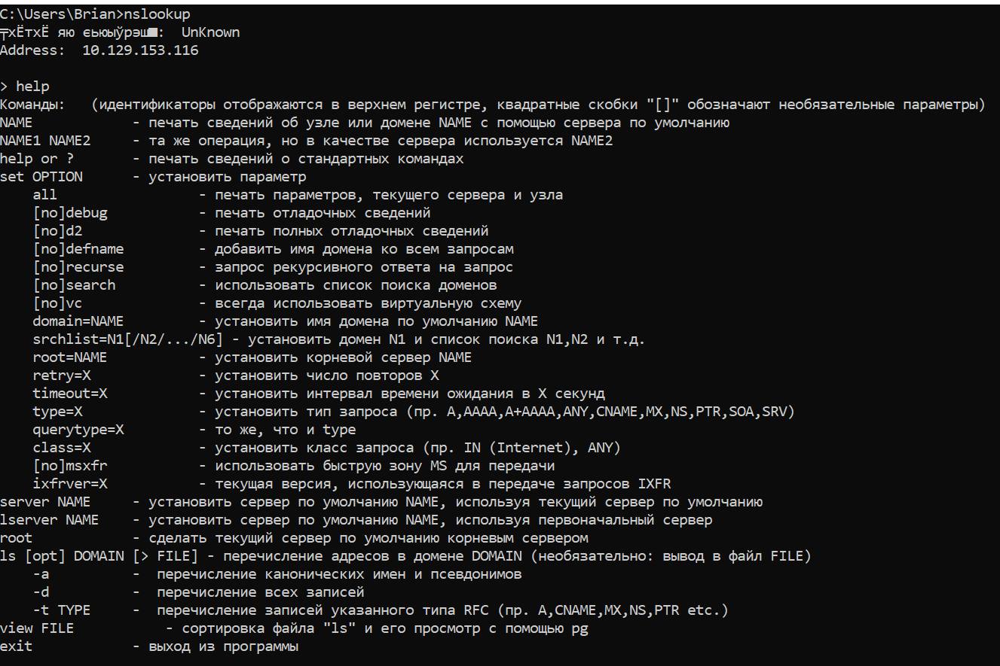 C:\Users\Brian>nslookup
╤хЁтхЁ яю єьюыўрэш■:  UnKnown
Address:  10.129.153.116
> help
Команды:   (идентификаторы отображаются в верхнем регистре, квадратные скобки "[]" обозначают необязательные параметры)
NAME            - печать сведений об узле или домене NAME с помощью сервера по умолчанию
NAME1 NAME2     - та же операция, но в качестве сервера используется NAME2
help or ?       - печать сведений о стандартных командах
set OPTION      - установить параметр
    all                 - печать параметров, текущего сервера и узла
    [no]debug           - печать отладочных сведений
    [no]d2              - печать полных отладочных сведений
    [no]defname         - добавить имя домена ко всем запросам
    [no]recurse         - запрос рекурсивного ответа на запрос
    [no]search          - использовать список поиска доменов
    [no]vc              - всегда использовать виртуальную схему
    domain=NAME         - установить имя домена по умолчанию NAME
    srchlist=N1[/N2/.../N6] - установить домен N1 и список поиска N1,N2 и т.д.
    root=NAME           - установить корневой сервер NAME
    retry=X             - установить число повторов X
    timeout=X           - установить интервал времени ожидания в X секунд
    type=X              - установить тип запроса (пр. A,AAAA,A+AAAA,ANY,CNAME,MX,NS,PTR,SOA,SRV)
    querytype=X         - то же, что и type
    class=X             - установить класс запроса (пр. IN (Internet), ANY)
    [no]msxfr           - использовать быструю зону MS для передачи
    ixfrver=X           - текущая версия, использующаяся в передаче запросов IXFR
server NAME     - установить сервер по умолчанию NAME, используя текущий сервер по умолчанию
lserver NAME    - установить сервер по умолчанию NAME, используя первоначальный сервер
root            - сделать текущий сервер по умолчанию корневым сервером
ls [opt] DOMAIN [> FILE] - перечисление адресов в домене DOMAIN (необязательно: вывод в файл FILE)
    -a          -  перечисление канонических имен и псевдонимов
    -d          -  перечисление всех записей
    -t TYPE     -  перечисление записей указанного типа RFC (пр. A,CNAME,MX,NS,PTR etc.)
view FILE           - сортировка файла "ls" и его просмотр с помощью pg
exit            - выход из программы